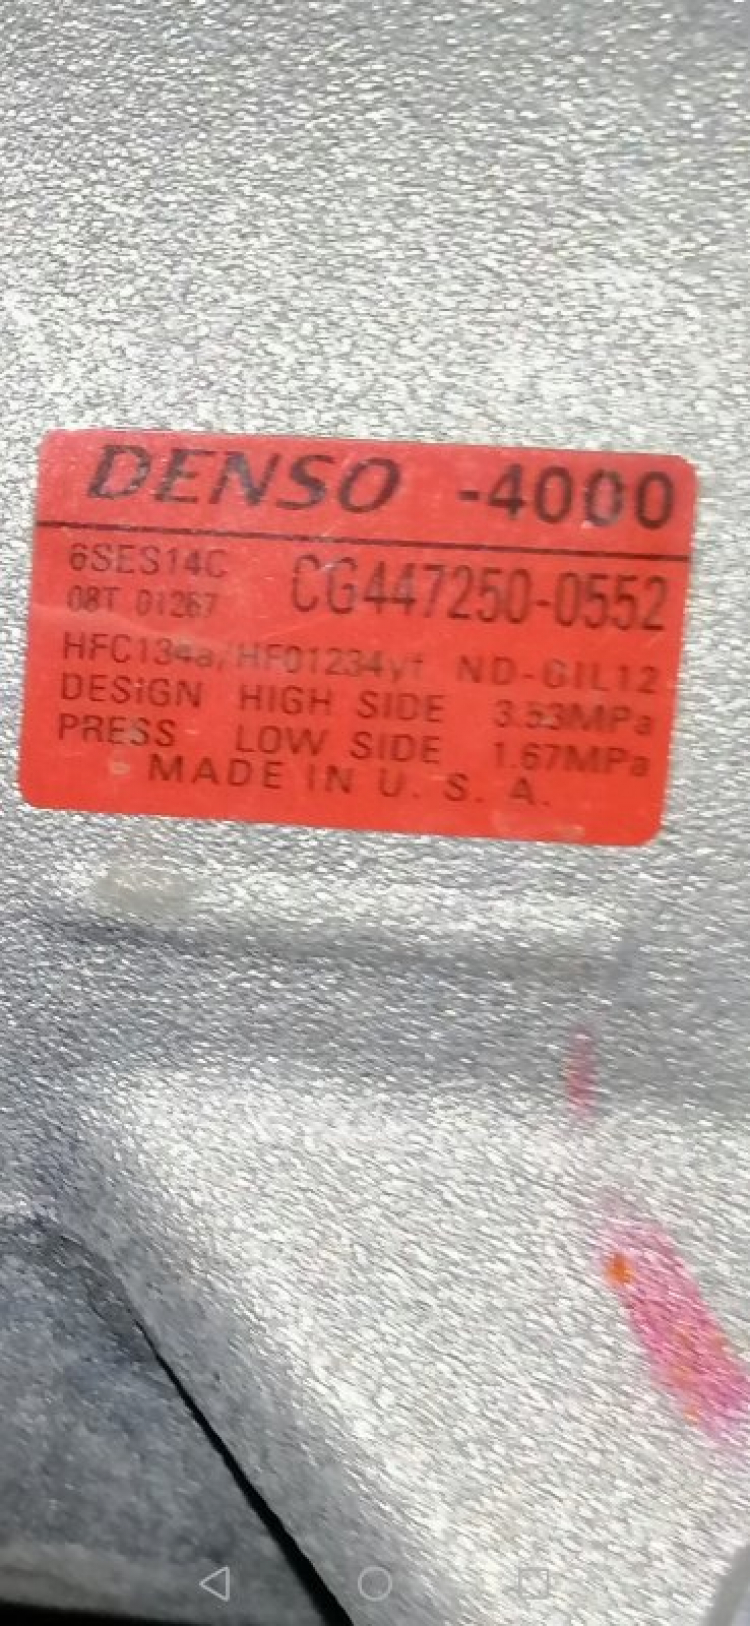 DENSO -4000
6SES14C CG447250-0552
08T 01267
HFC134a/HF01234yf ND-OIL12
DESIGN HIGH SIDE 3.53MPa
PRESS LOW SIDE 1.67MPa
MADE IN U. S. A.